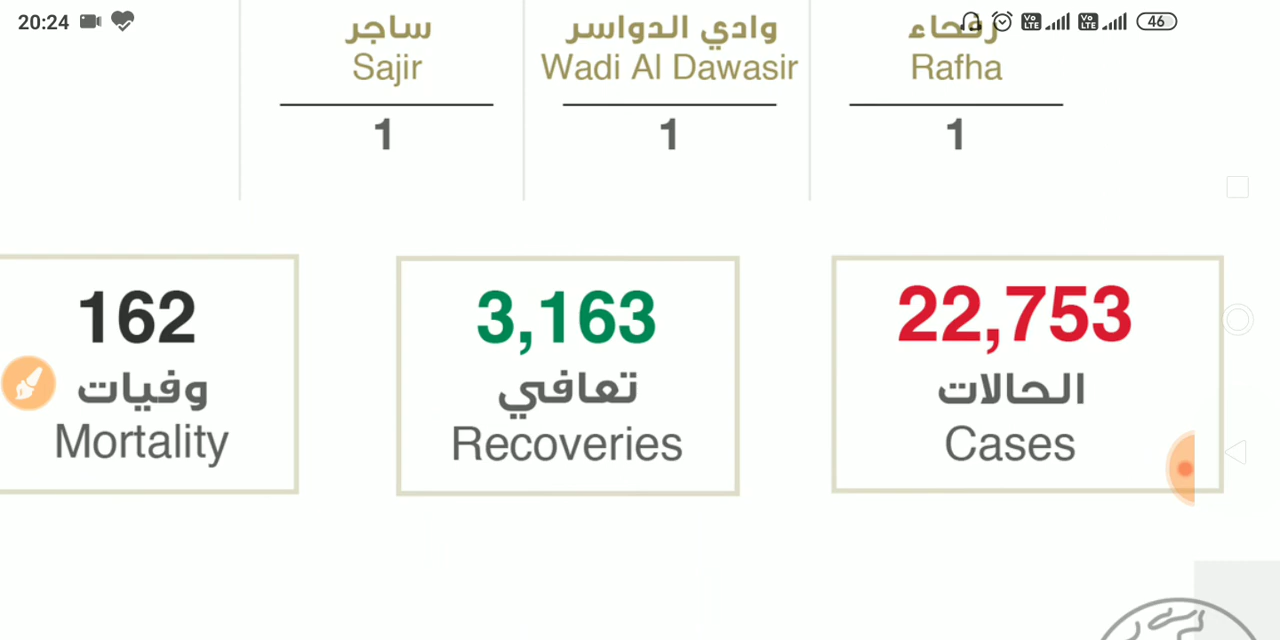 20:24
46
ساجر
وادي الدواسر
رفحاء
Sajir
Wadi Al Dawasir
Rafha
1
1
1
162
وفيات
Mortality
3,163
تعافي
Recoveries
22,753
الحالات
Cases